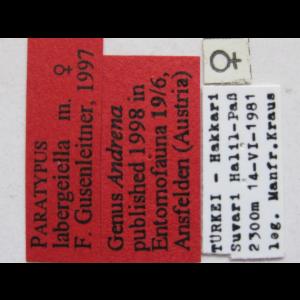 PARATYPUS
labergeiella m. ♀
F. Gusenleitner, 1997
Genus Andrena
published 1998 in
Entomofauna 19/6,
Ansfelden (Austria)
♀
TÜRKEI - Hakkari
Suvari Halil-Paß
2300m 14-VI-1981
leg. Manfr.Kraus